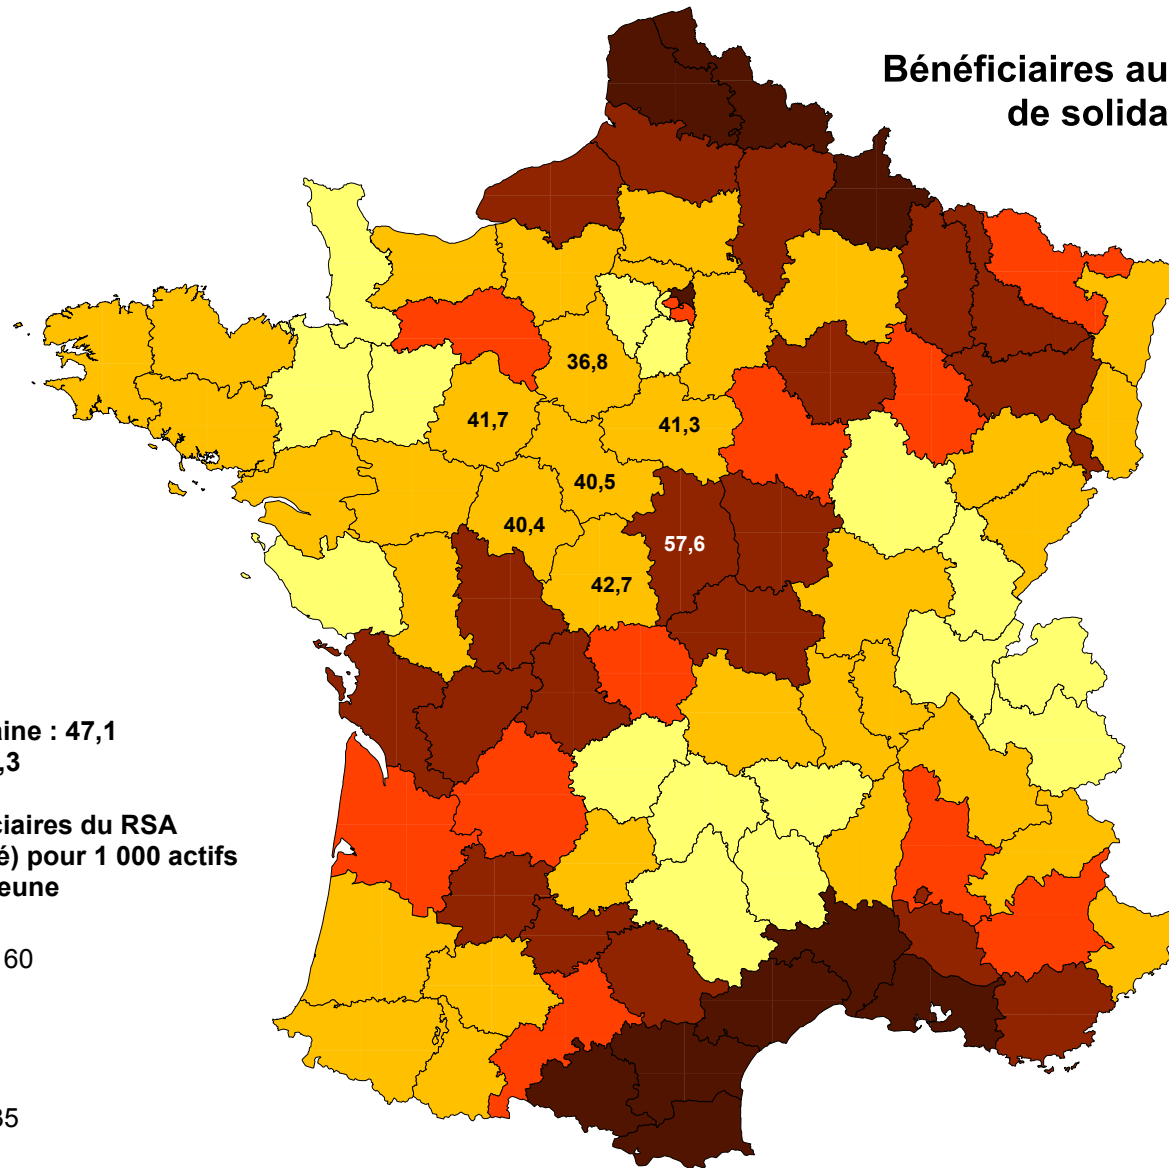 Bénéficiaires au
de solida
36,8
41,7
41,3
40,5
40,4
57,6
42,7
aine : 47,1
,3
ciaires du RSA
é) pour 1 000 actifs
eune
60
35